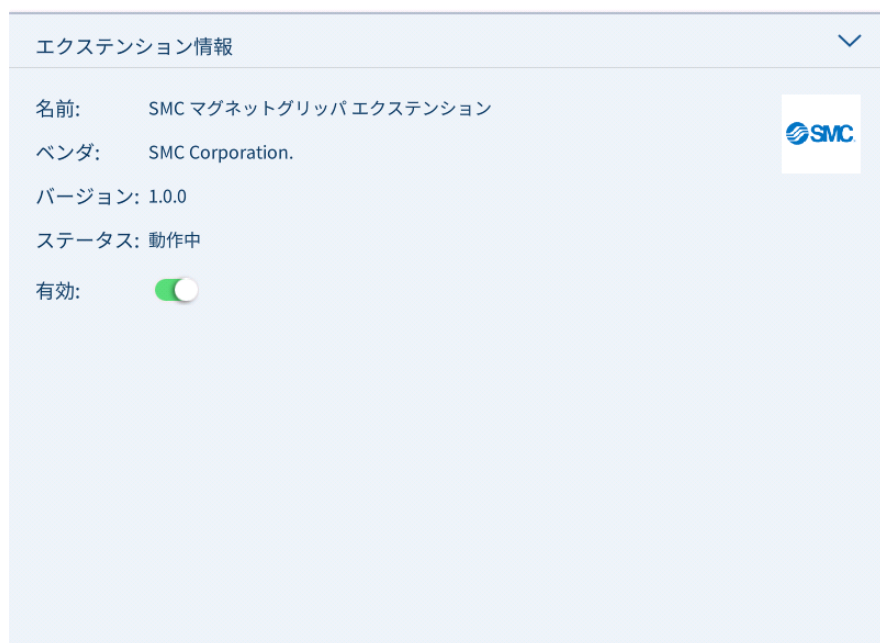 エクステンション情報
名前: SMC マグネットグリッパ エクステンション
SMC.
ベンダ: SMC Corporation.
バージョン: 1.0.0
ステータス: 動作中
有効: